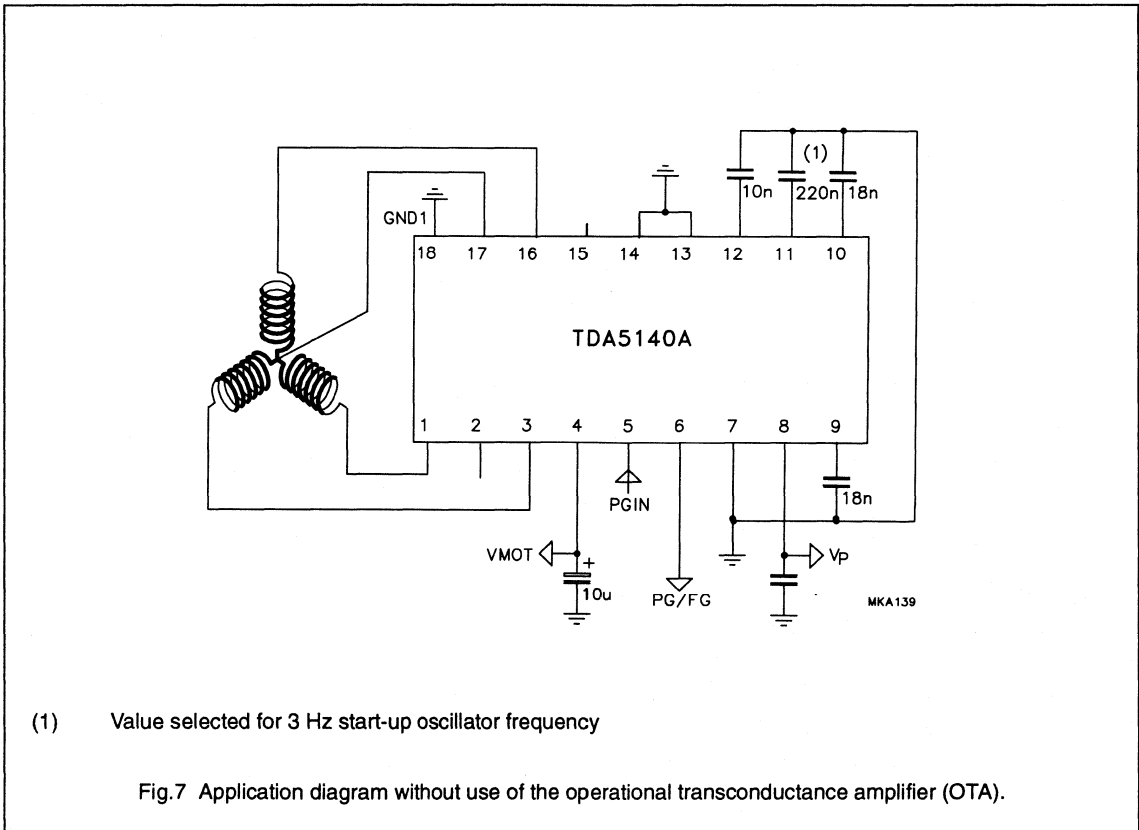 (1)
10n 220n 18n
GND1
18 17 16 15 14 13 12 11 10
TDA5140A
1 2 3 4 5 6 7 8 9
18n
PGIN
VMOT
+
10u
PG/FG
VP
MKA139
(1) Value selected for 3 Hz start-up oscillator frequency
Fig.7 Application diagram without use of the operational transconductance amplifier (OTA).